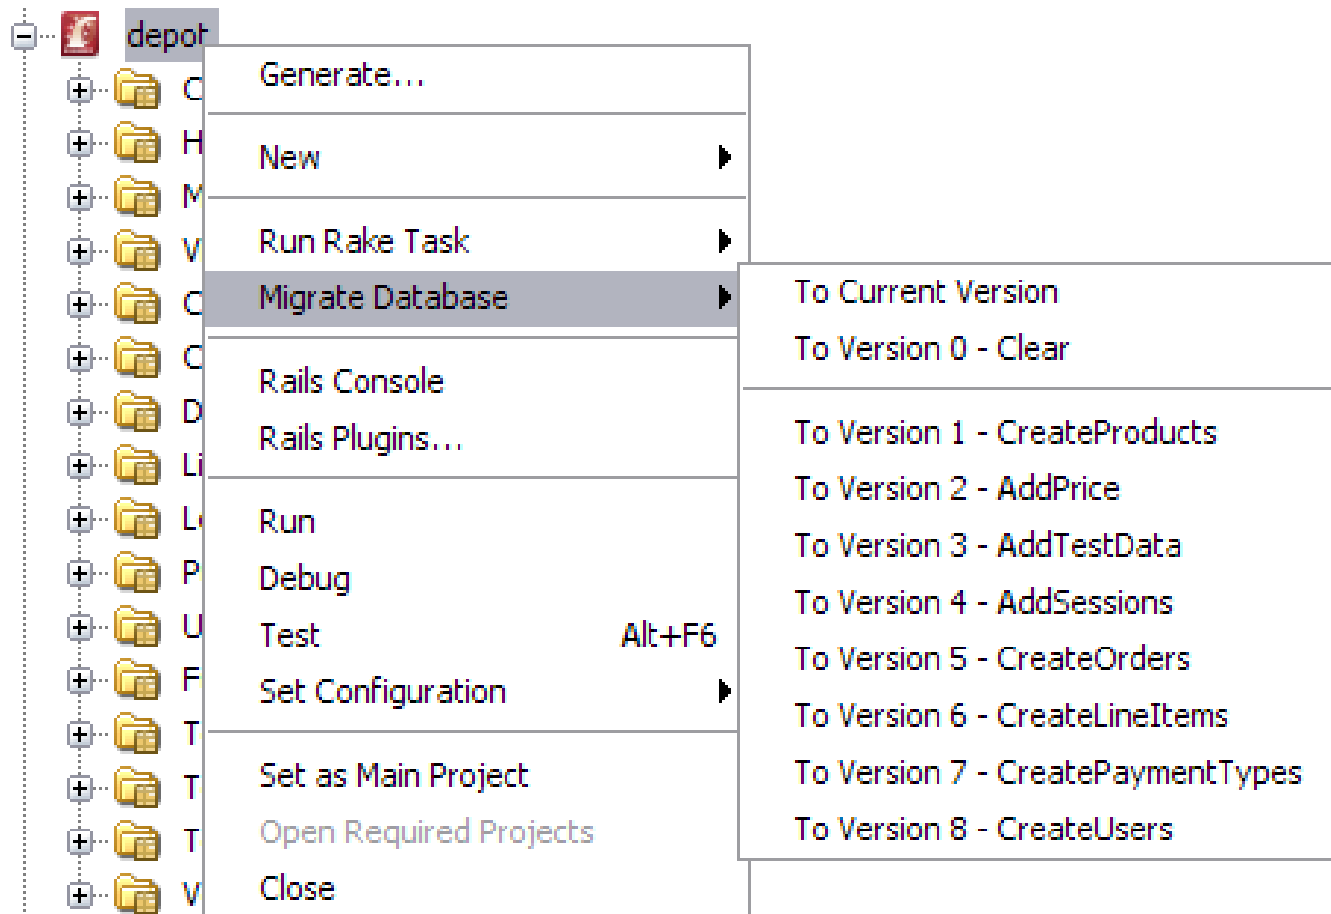 depot
Generate...
New
Run Rake Task
Migrate Database
Rails Console
Rails Plugins...
Run
Debug
Test Alt+F6
Set Configuration
Set as Main Project
Open Required Projects
Close
To Current Version
To Version 0 - Clear
To Version 1 - CreateProducts
To Version 2 - AddPrice
To Version 3 - AddTestData
To Version 4 - AddSessions
To Version 5 - CreateOrders
To Version 6 - CreateLineItems
To Version 7 - CreatePaymentTypes
To Version 8 - CreateUsers